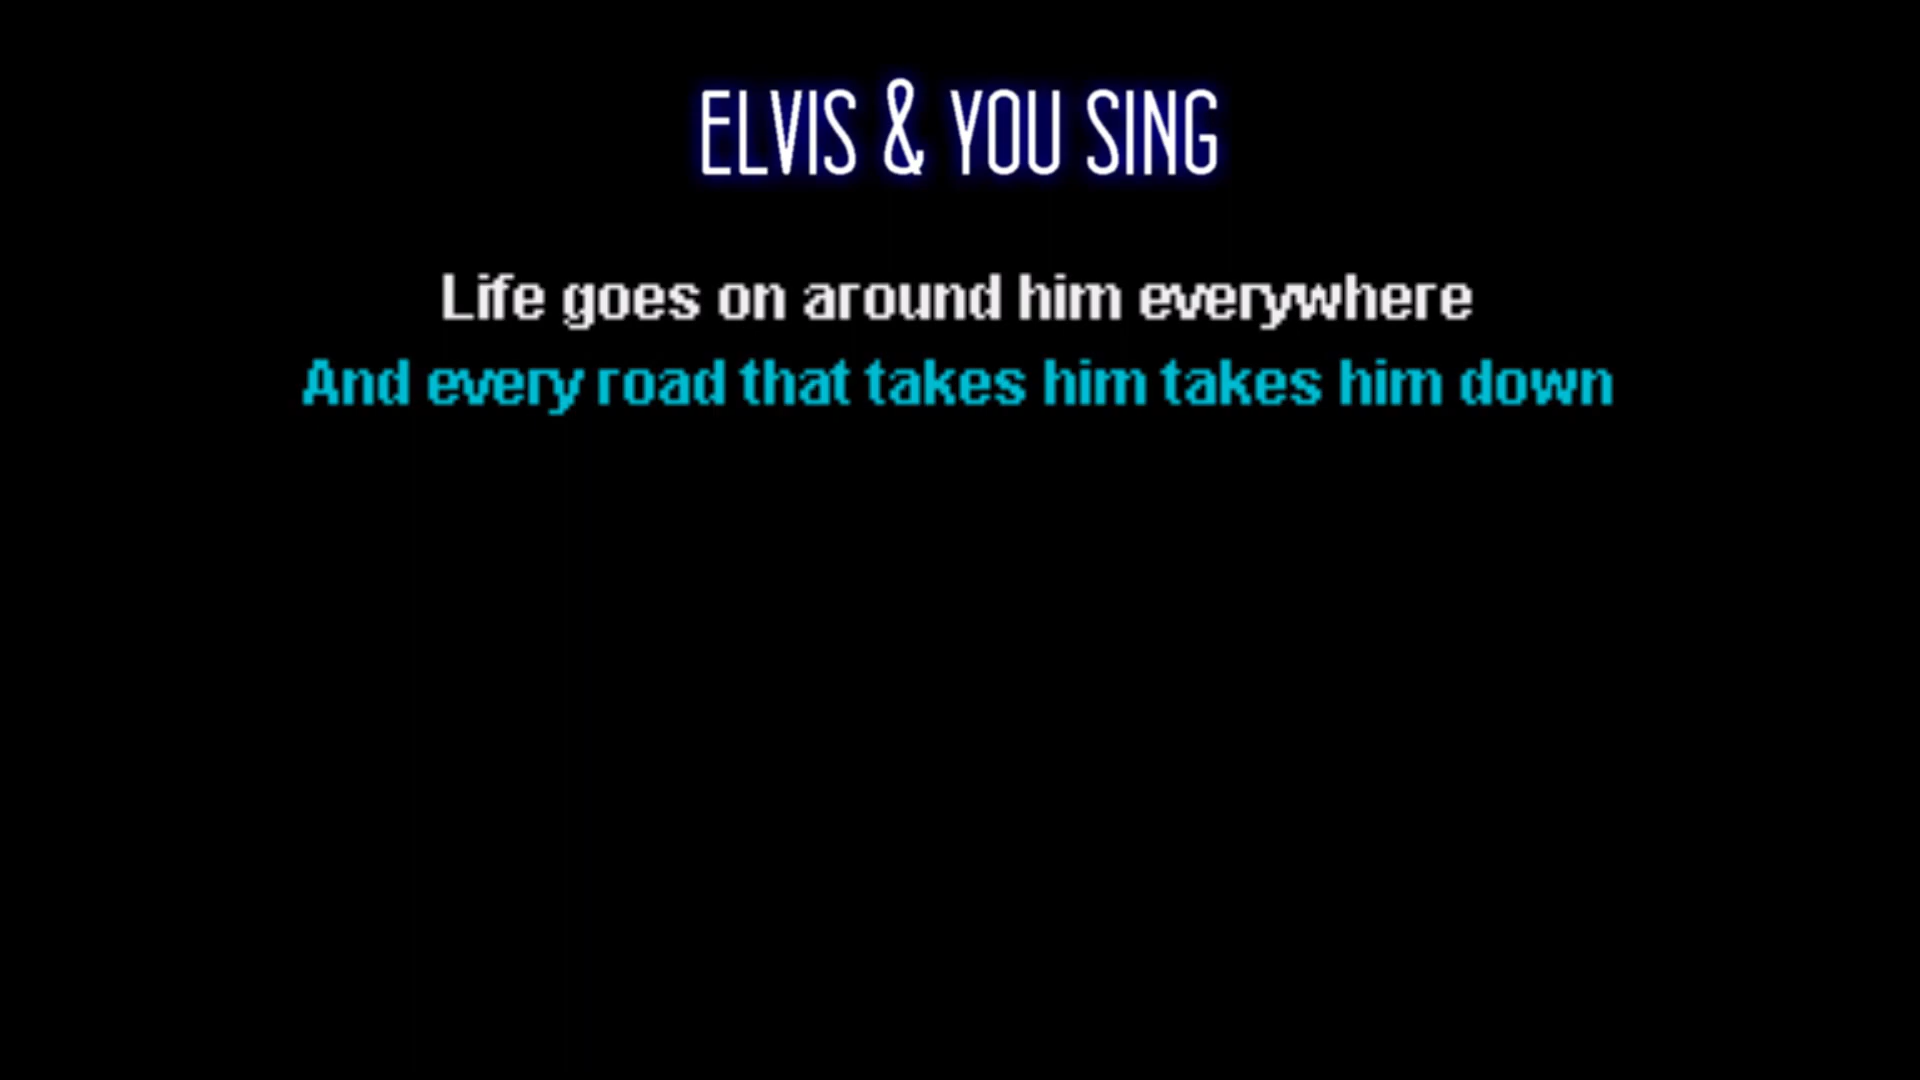 ELVIS & YOU SING
Life goes on around him everywhere
And every road that takes him takes him down